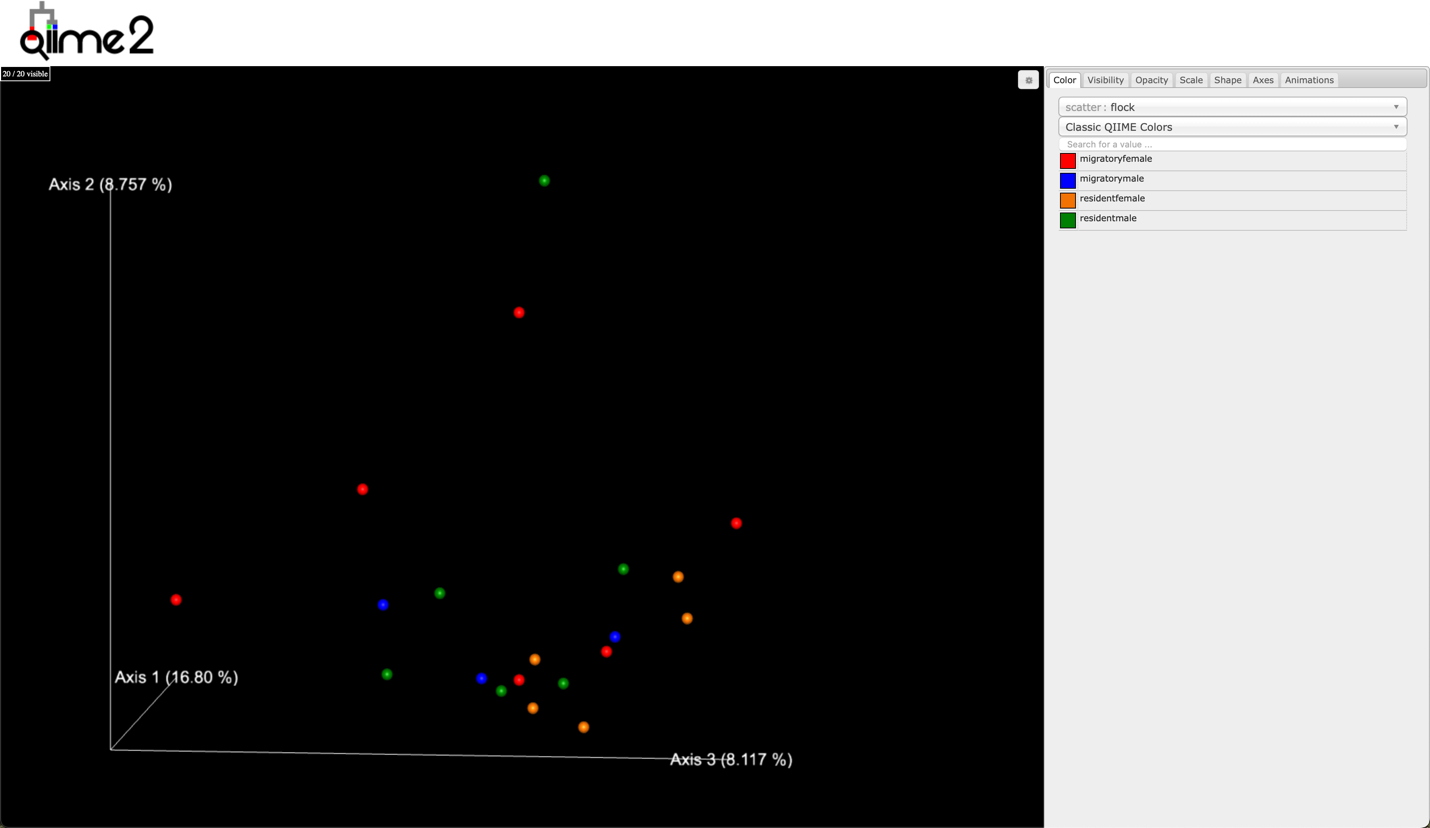 qiime2
20 / 20 visible
Color Visibility Opacity Scale Shape Axes Animations
scatter: flock
Classic QIIME Colors
Search for a value ...
migratoryfemale
migratorymale
residentfemale
residentmale
Axis 2 (8.757 %)
Axis 1 (16.80 %)
Axis 3 (8.117 %)